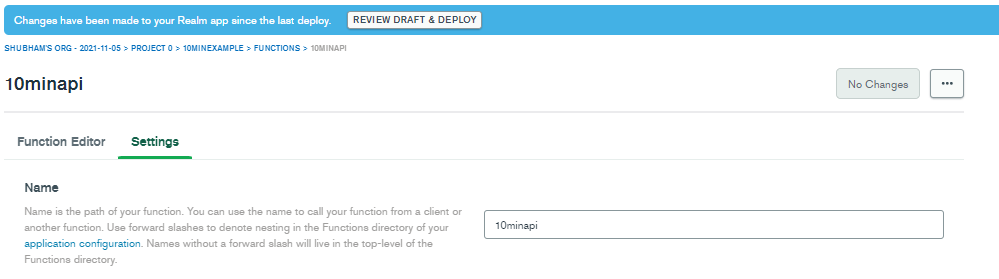 Changes have been made to your Realm app since the last deploy. REVIEW DRAFT & DEPLOY
SHUBHAM'S ORG - 2021-11-05 > PROJECT 0 > 10MINEXAMPLE > FUNCTIONS > 10MINAPI
10minapi
No Changes ...
Function Editor Settings
Name
Name is the path of your function. You can use the name to call your function from a client or
another function. Use forward slashes to denote nesting in the Functions directory of your
application configuration. Names without a forward slash will live in the top-level of the
Functions directory.
10minapi